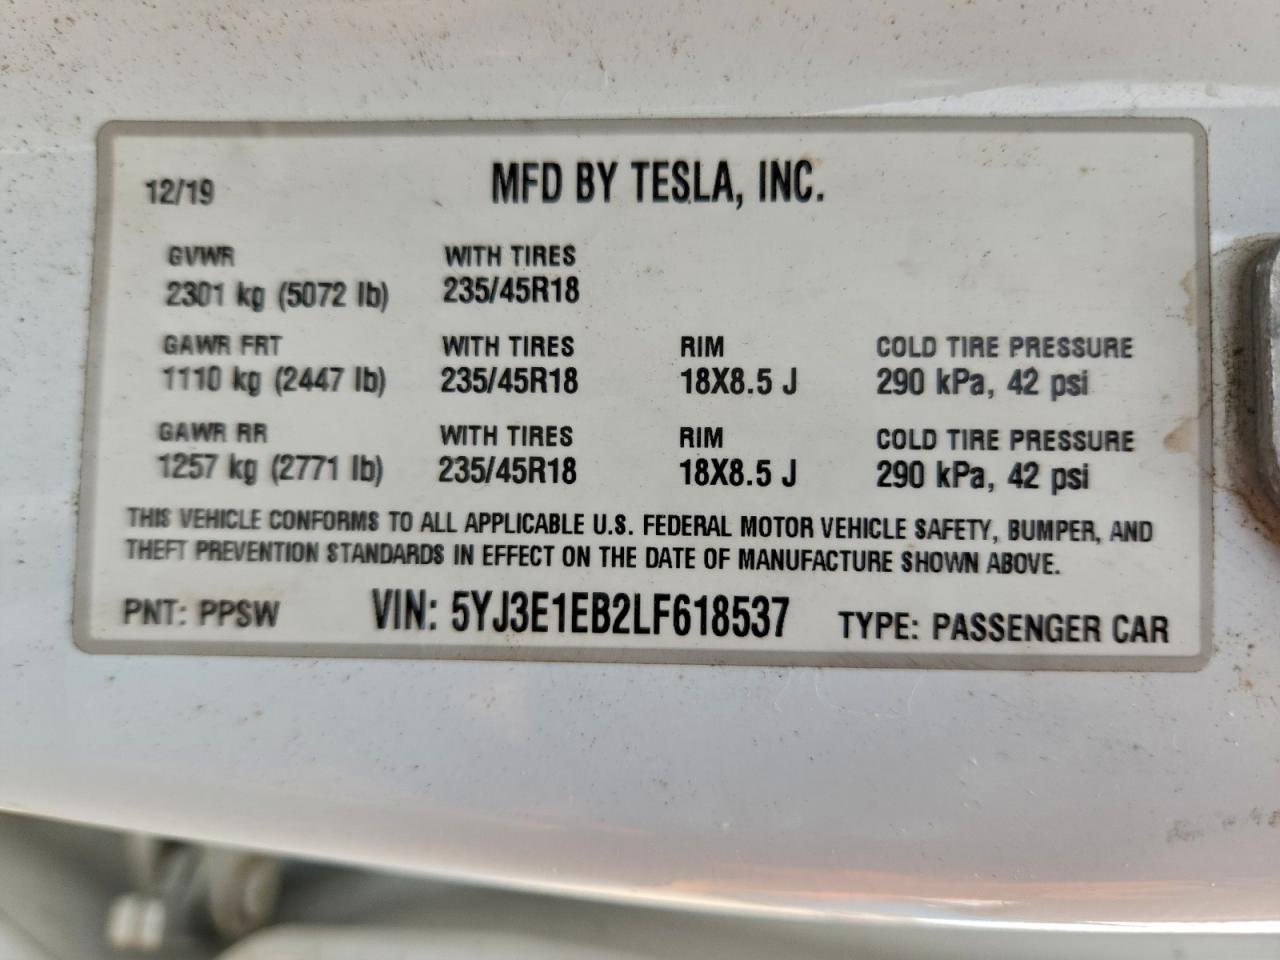 12/19 MFD BY TESLA, INC.
GVWR WITH TIRES
2301 kg (5072 lb) 235/45R18
GAWR FRT WITH TIRES RIM COLD TIRE PRESSURE
1110 kg (2447 lb) 235/45R18 18X8.5 J 290 kPa, 42 psi
GAWR RR WITH TIRES RIM COLD TIRE PRESSURE
1257 kg (2771 lb) 235/45R18 18X8.5 J 290 kPa, 42 psi
THIS VEHICLE CONFORMS TO ALL APPLICABLE U.S. FEDERAL MOTOR VEHICLE SAFETY, BUMPER, AND
THEFT PREVENTION STANDARDS IN EFFECT ON THE DATE OF MANUFACTURE SHOWN ABOVE.
PNT: PPSW VIN: 5YJ3E1EB2LF618537 TYPE: PASSENGER CAR